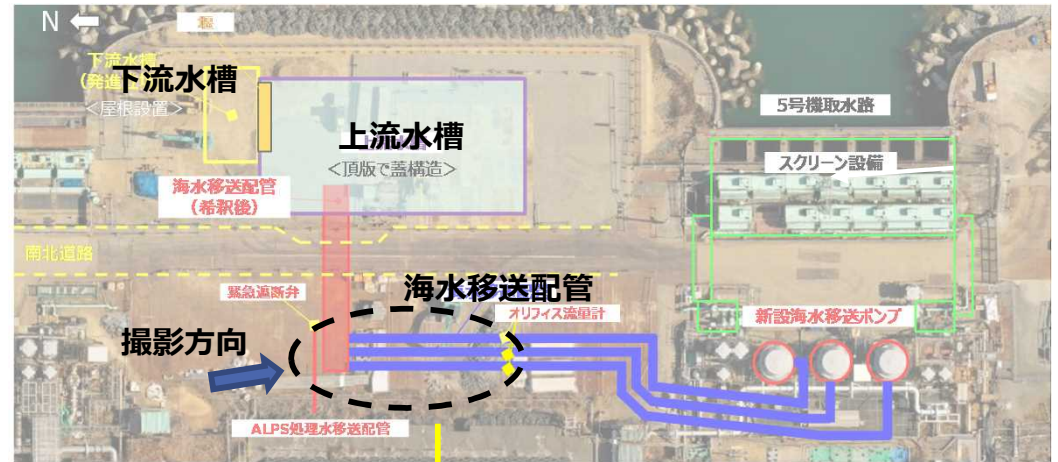 N
下流水槽
<屋根設置>
上流水槽
<頂版で蓋構造>
5号機取水路
スクリーン設備
海水移送配管
(希釈後)
南北道路
緊急遮断弁
海水移送配管
オリフィス流量計
新設海水移送ポンプ
撮影方向
ALPS処理水移送配管